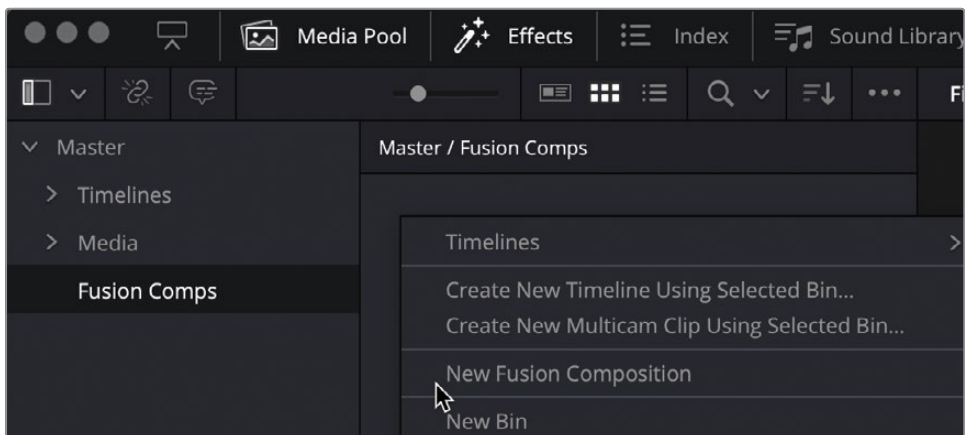 Media Pool Effects Index Sound Library
Master Master / Fusion Comps
Timelines
Media
Fusion Comps
Timelines
Create New Timeline Using Selected Bin...
Create New Multicam Clip Using Selected Bin...
New Fusion Composition
New Bin